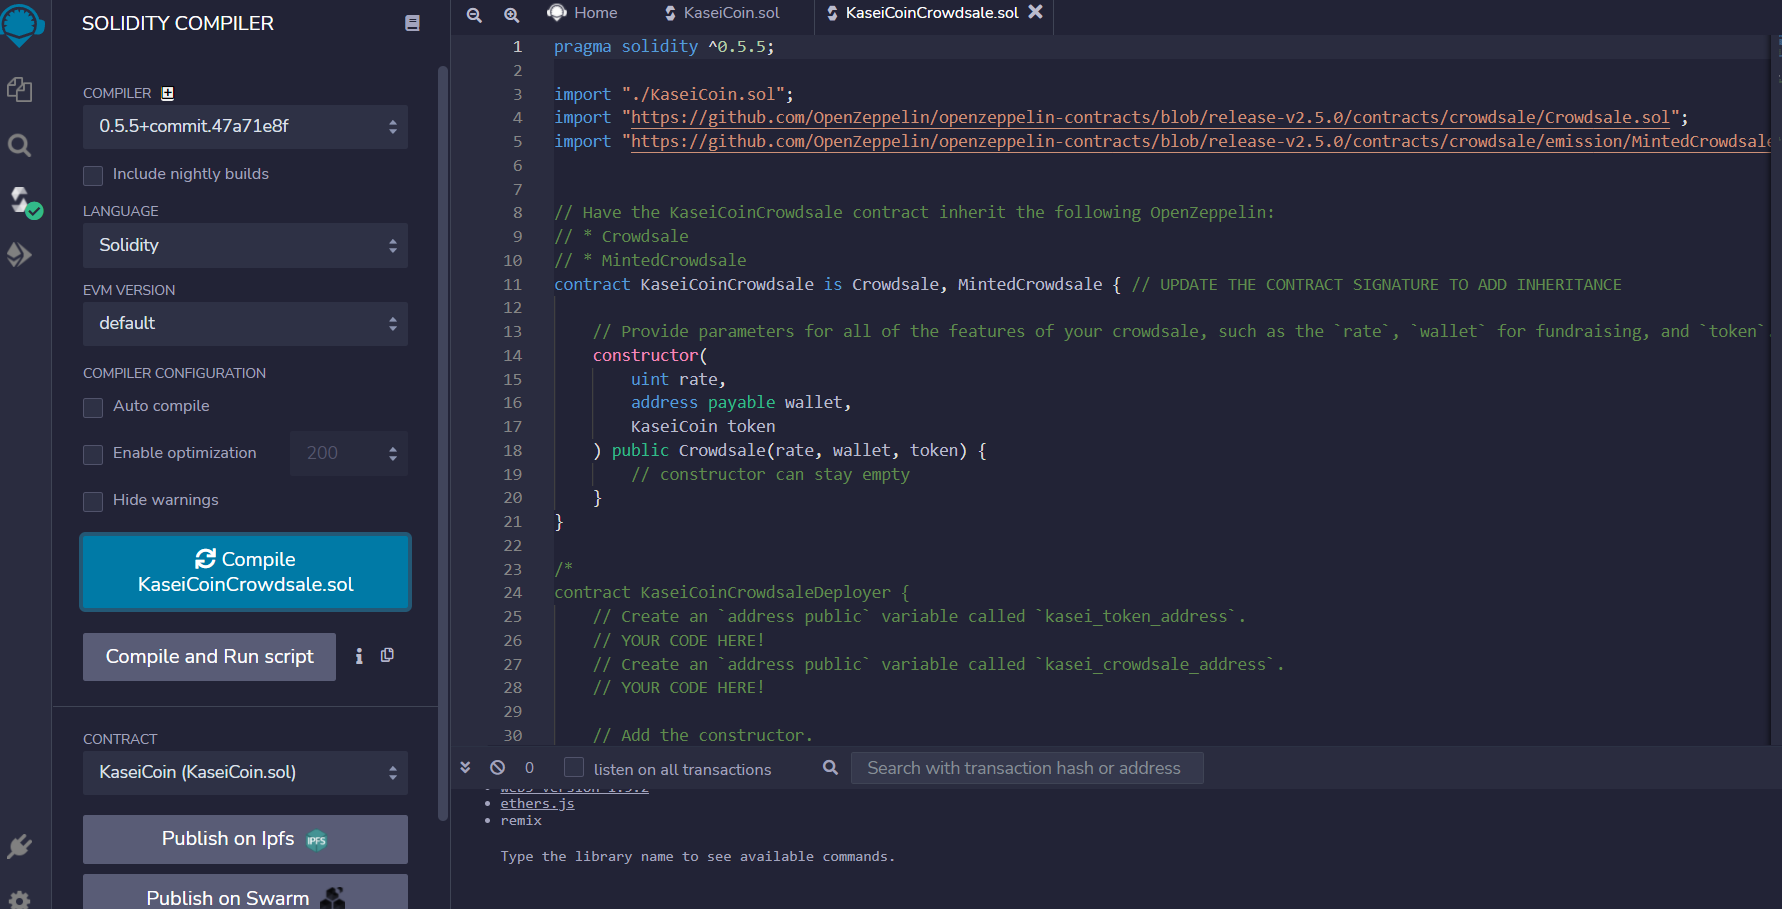 SOLIDITY COMPILER
COMPILER
0.5.5+commit.47a71e8f
Include nightly builds
LANGUAGE
Solidity
EVM VERSION
default
COMPILER CONFIGURATION
Auto compile
Enable optimization
200
Hide warnings
Compile
KaseiCoinCrowdsale.sol
Compile and Run script
CONTRACT
KaseiCoin (KaseiCoin.sol)
Publish on Ipfs IPFS
Publish on Swarm
Home KaseiCoin.sol KaseiCoinCrowdsale.sol
1 pragma solidity ^0.5.5;
2
3 import "./KaseiCoin.sol";
4 import "https://github.com/OpenZeppelin/openzeppelin-contracts/blob/release-v2.5.0/contracts/crowdsale/Crowdsale.sol";
5 import "https://github.com/OpenZeppelin/openzeppelin-contracts/blob/release-v2.5.0/contracts/crowdsale/emission/MintedCrowdsale
6
7
8 // Have the KaseiCoinCrowdsale contract inherit the following OpenZeppelin:
9 // * Crowdsale
10 // * MintedCrowdsale
11 contract KaseiCoinCrowdsale is Crowdsale, MintedCrowdsale { // UPDATE THE CONTRACT SIGNATURE TO ADD INHERITANCE
12
13 // Provide parameters for all of the features of your crowdsale, such as the `rate`, `wallet` for fundraising, and `token`.
14 constructor(
15 uint rate,
16 address payable wallet,
17 KaseiCoin token
18 ) public Crowdsale(rate, wallet, token) {
19 // constructor can stay empty
20 }
21 }
22
23 /*
24 contract KaseiCoinCrowdsaleDeployer {
25 // Create an `address public` variable called `kasei_token_address`.
26 // YOUR CODE HERE!
27 // Create an `address public` variable called `kasei_crowdsale_address`.
28 // YOUR CODE HERE!
29
30 // Add the constructor.
0 listen on all transactions Search with transaction hash or address
web3 version 1.5.2
ethers.js
remix
Type the library name to see available commands.